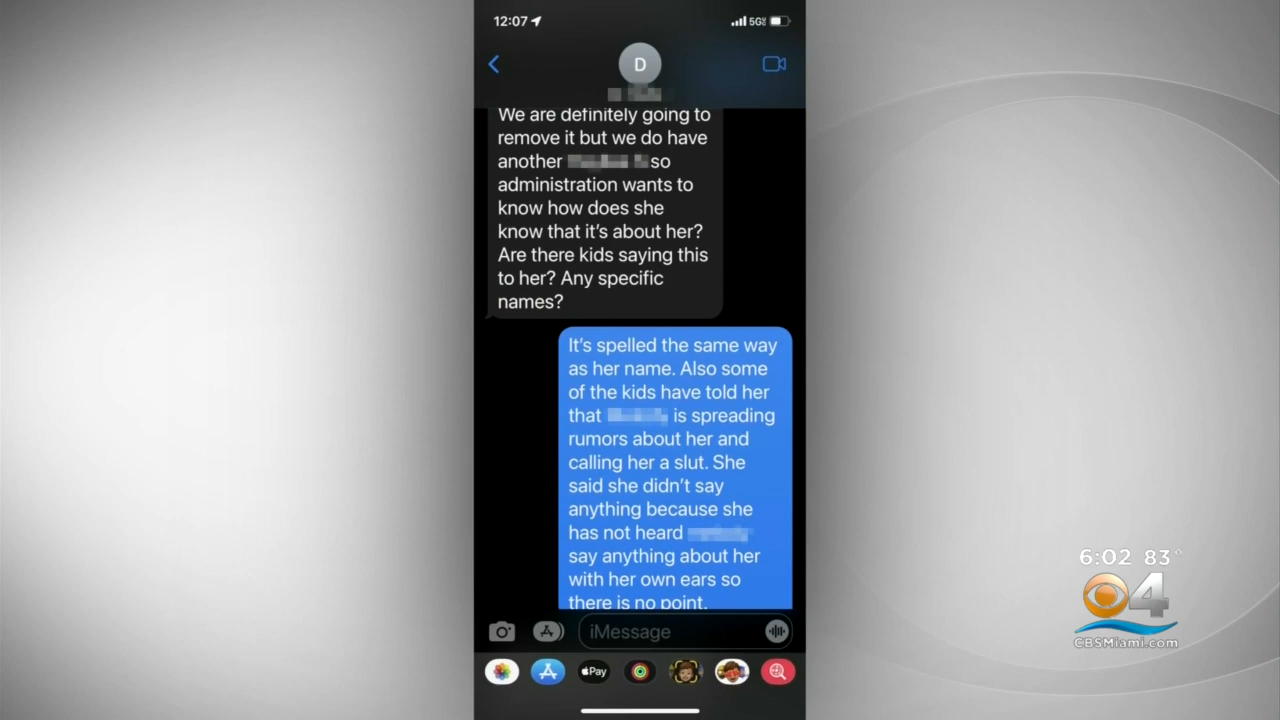 12:07
5G
D
We are definitely going to
remove it but we do have
another so
administration wants to
know how does she
know that it's about her?
Are there kids saying this
to her? Any specific
names?
It's spelled the same way
as her name. Also some
of the kids have told her
that is spreading
rumors about her and
calling her a slut. She
said she didn't say
anything because she
has not heard
say anything about her
with her own ears so
there is no point.
iMessage
Pay
6:02 83°
4
CBSMiami.com